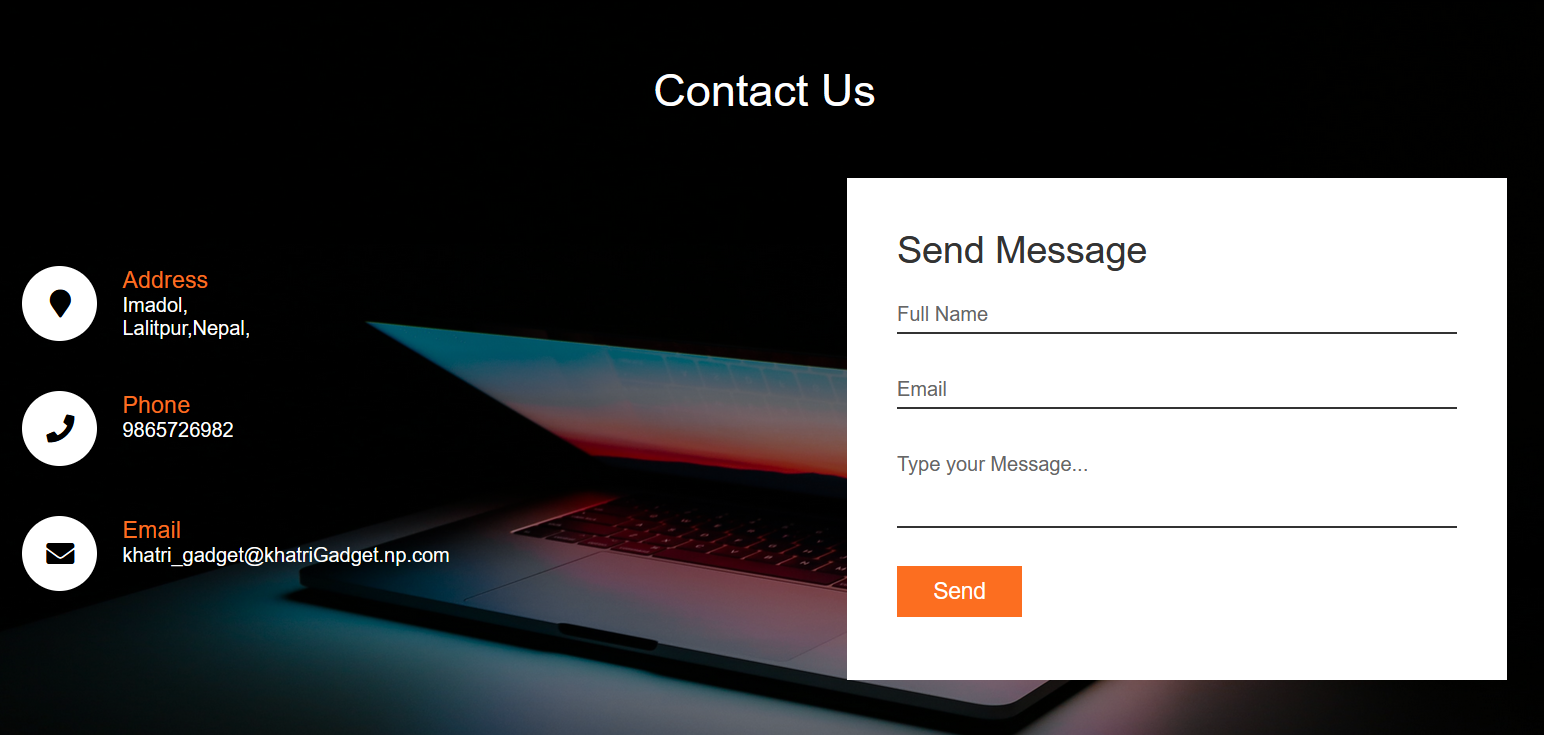 Contact Us
Address
Imadol,
Lalitpur,Nepal,
Phone
9865726982
Email
khatri_gadget@khatriGadget.np.com
Send Message
Full Name
Email
Type your Message...
Send